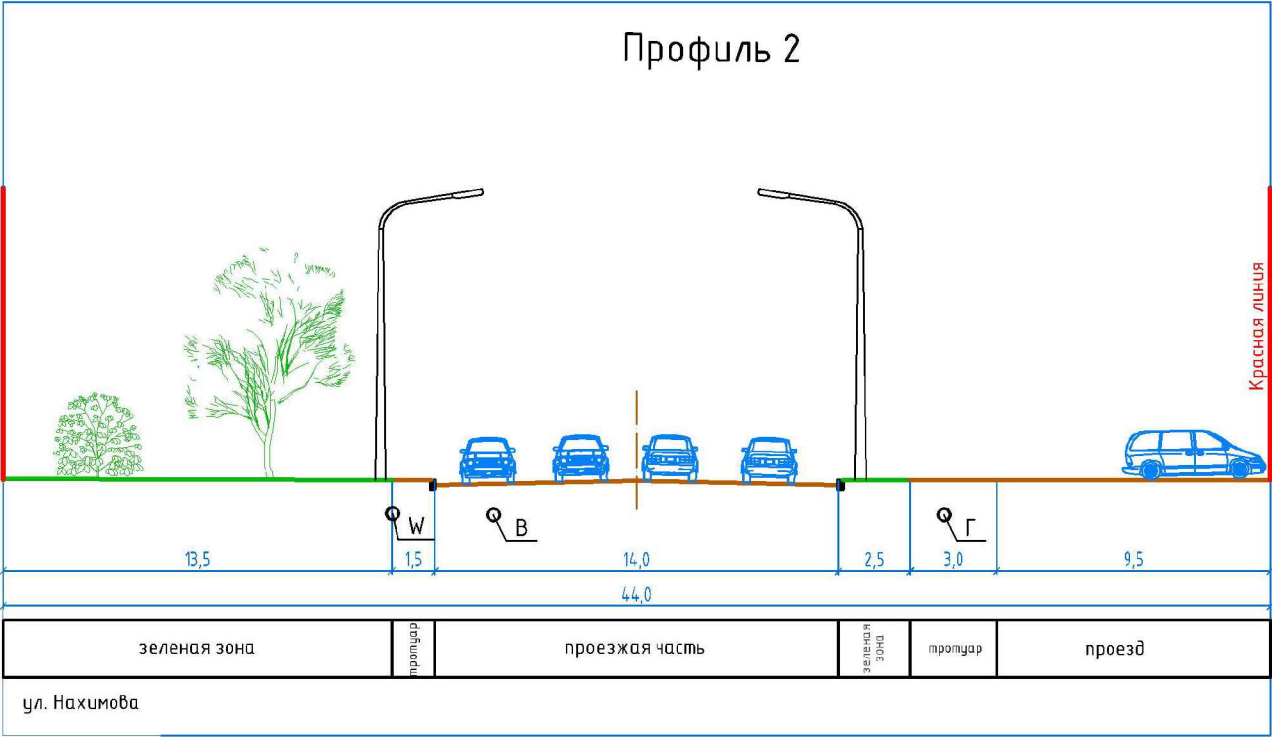 Профиль 2
Красная линия
W
В
Г
13,5
1,5
14,0
2,5
3,0
9,5
44,0
зеленая зона
тротуар
проезжая часть
зеленая
зона
тротуар
проезд
ул. Нахимова